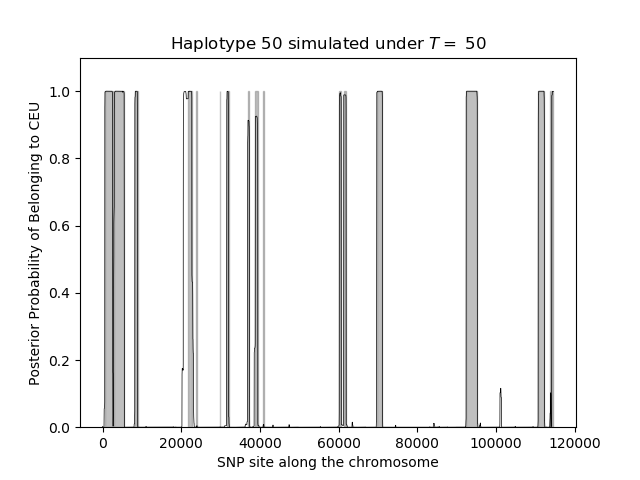 Haplotype 50 simulated under T = 50
Posterior Probability of Belonging to CEU
1.0
0.8
0.6
0.4
0.2
0.0
0 20000 40000 60000 80000 100000 120000
SNP site along the chromosome